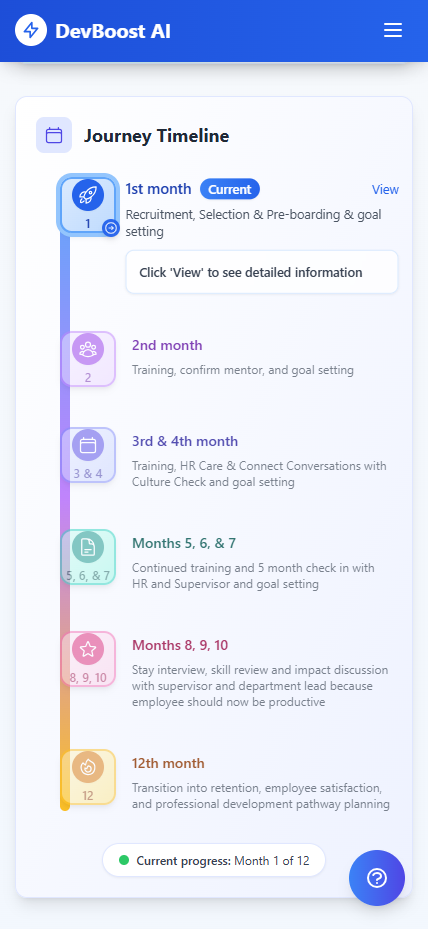 DevBoost AI
Journey Timeline
1
1st month Current View
Recruitment, Selection & Pre-boarding & goal
setting
Click 'View' to see detailed information
2nd month
2
Training, confirm mentor, and goal setting
3rd & 4th month
3 & 4
Training, HR Care & Connect Conversations with
Culture Check and goal setting
Months 5, 6, & 7
5, 6, & 7
Continued training and 5 month check in with
HR and Supervisor and goal setting
Months 8, 9, 10
8, 9, 10
Stay interview, skill review and impact discussion
with supervisor and department lead because
employee should now be productive
12th month
12
Transition into retention, employee satisfaction,
and professional development pathway planning
Current progress: Month 1 of 12